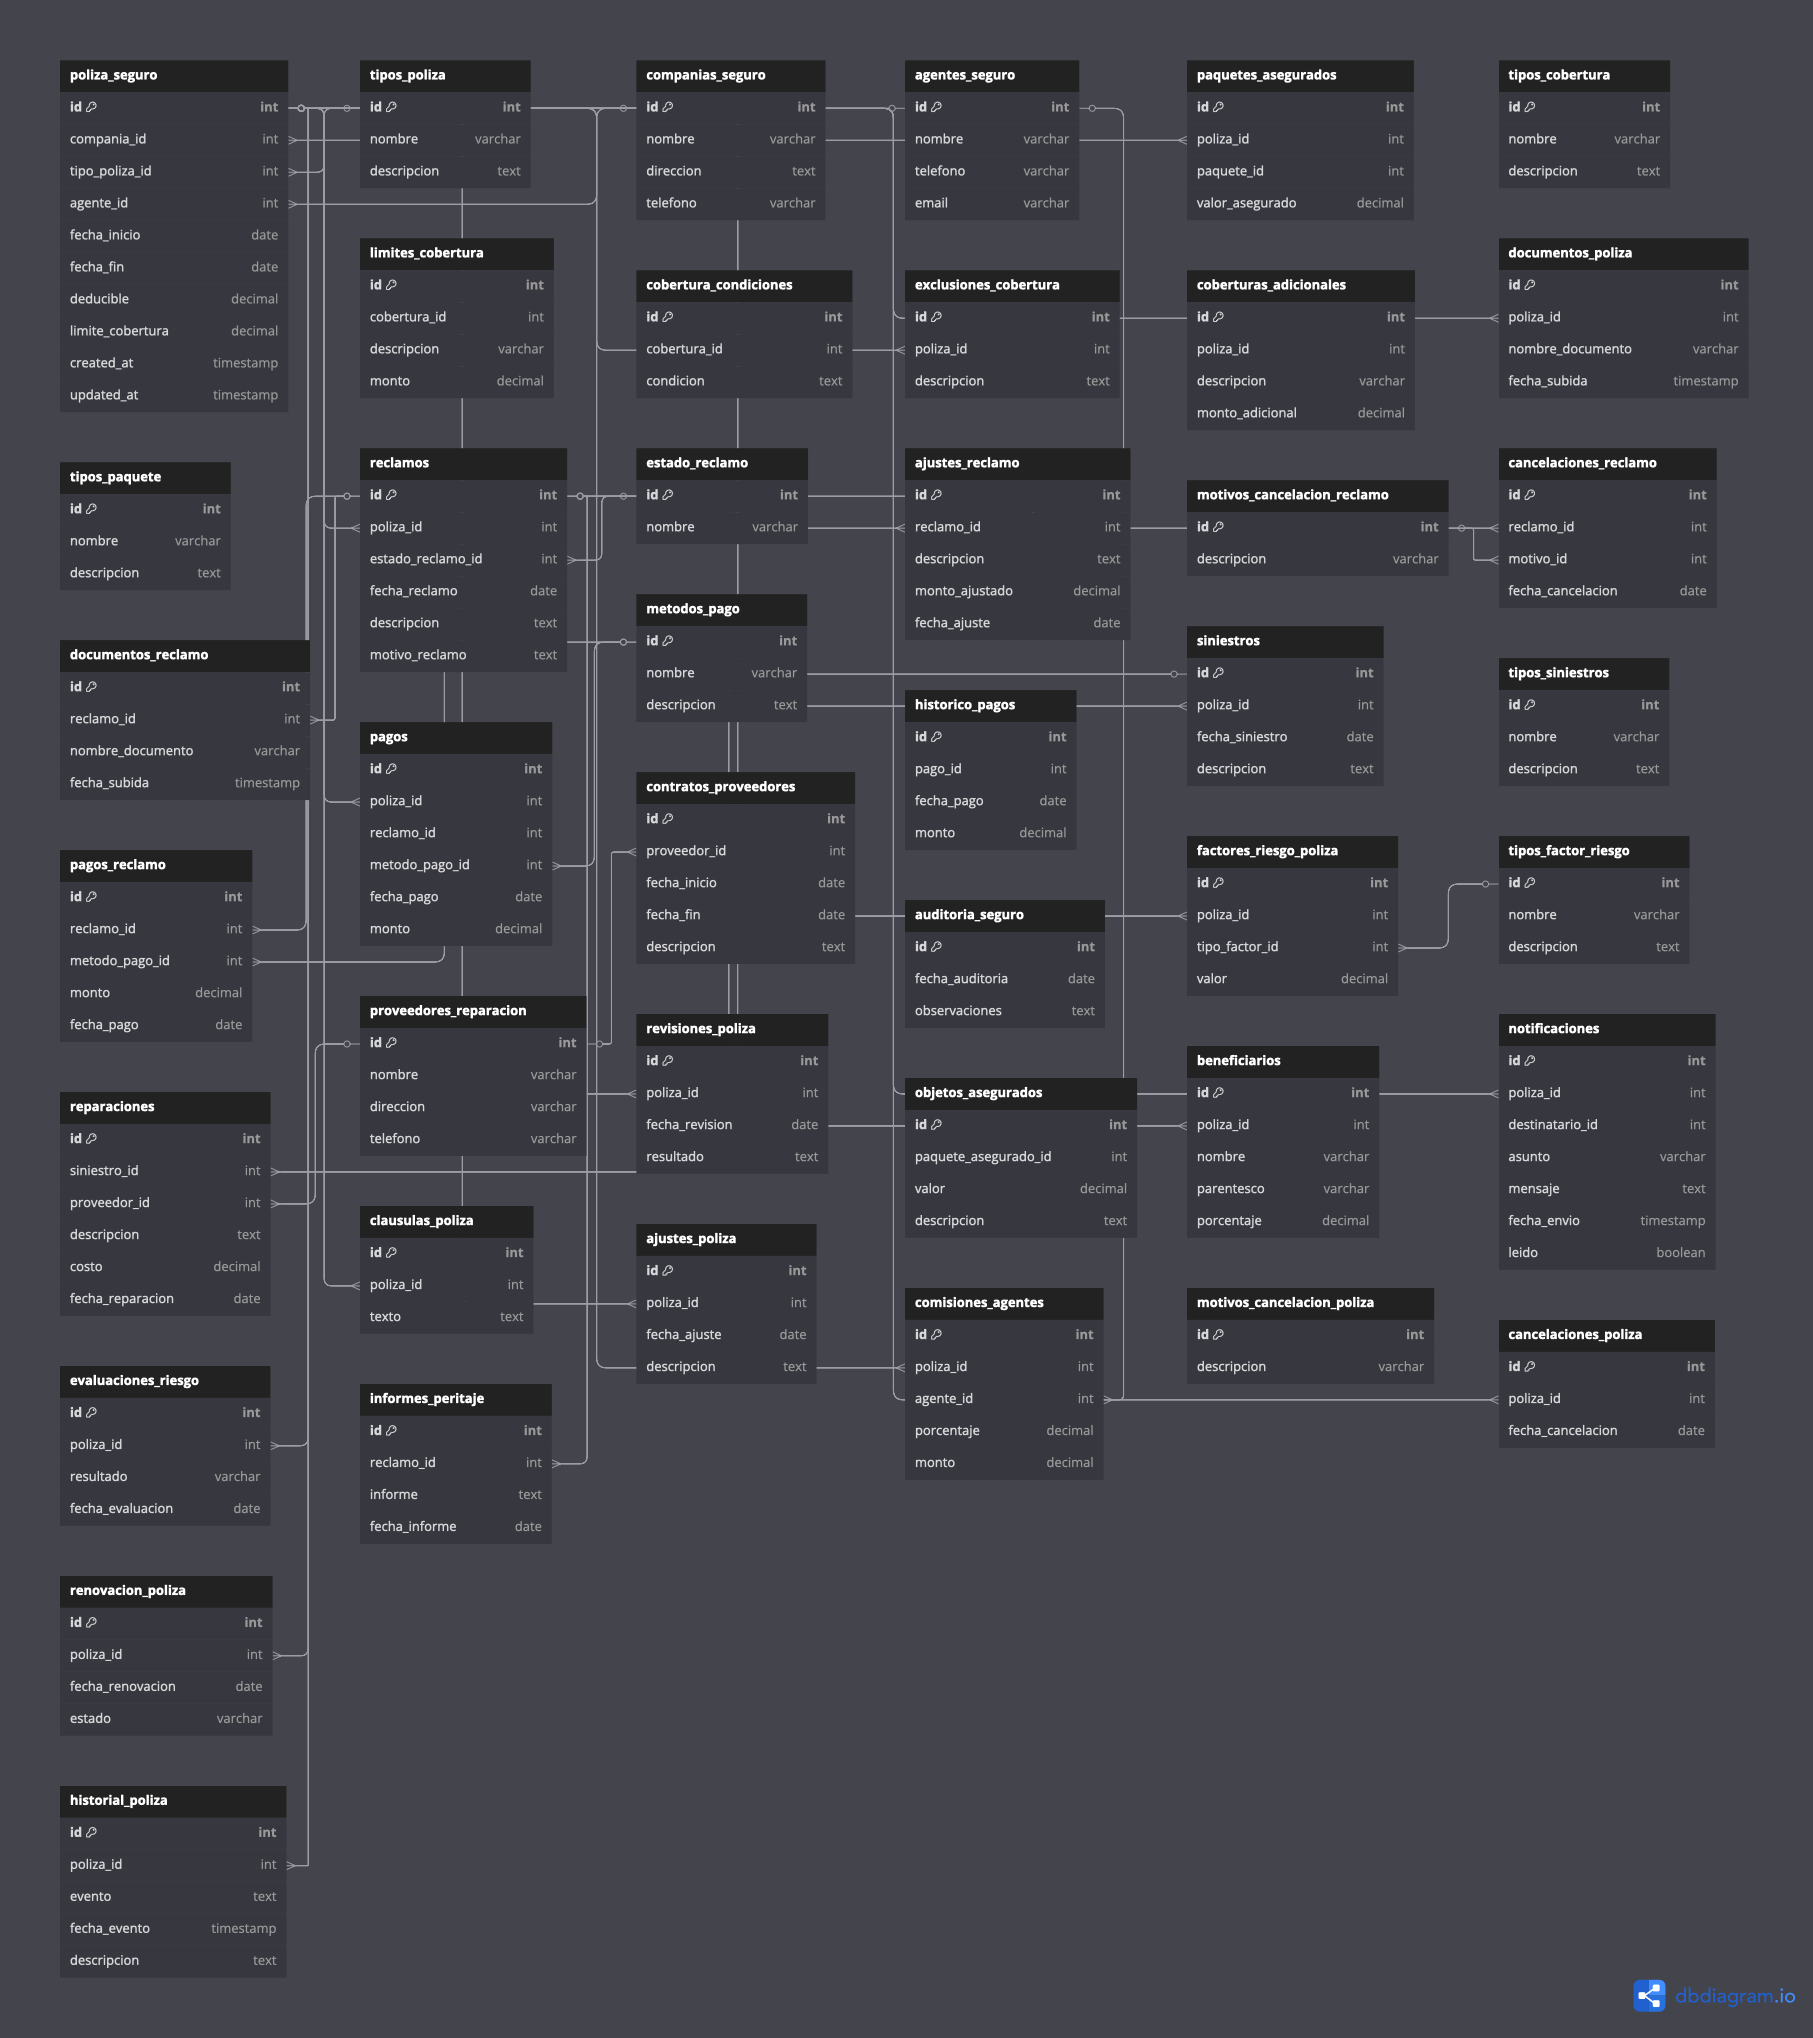 poliza_seguro
id int
compania_id int
tipo_poliza_id int
agente_id int
fecha_inicio date
fecha_fin date
deducible decimal
limite_cobertura decimal
created_at timestamp
updated_at timestamp
tipos_paquete
id int
nombre varchar
descripcion text
documentos_reclamo
id int
reclamo_id int
nombre_documento varchar
fecha_subida timestamp
pagos_reclamo
id int
reclamo_id int
metodo_pago_id int
monto decimal
fecha_pago date
reparaciones
id int
siniestro_id int
proveedor_id int
descripcion text
costo decimal
fecha_reparacion date
evaluaciones_riesgo
id int
poliza_id int
resultado varchar
fecha_evaluacion date
renovacion_poliza
id int
poliza_id int
fecha_renovacion date
estado varchar
historial_poliza
id int
poliza_id int
evento text
fecha_evento timestamp
descripcion text
tipos_poliza
id int
nombre varchar
descripcion text
limites_cobertura
id int
cobertura_id int
descripcion varchar
monto decimal
reclamos
id int
poliza_id int
estado_reclamo_id int
fecha_reclamo date
descripcion text
motivo_reclamo text
pagos
id int
poliza_id int
reclamo_id int
metodo_pago_id int
fecha_pago date
monto decimal
proveedores_reparacion
id int
nombre varchar
direccion varchar
telefono varchar
clausulas_poliza
id int
poliza_id int
texto text
informes_peritaje
id int
reclamo_id int
informe text
fecha_informe date
companias_seguro
id int
nombre varchar
direccion text
telefono varchar
cobertura_condiciones
id int
cobertura_id int
condicion text
estado_reclamo
id int
nombre varchar
metodos_pago
id int
nombre varchar
descripcion text
contratos_proveedores
id int
proveedor_id int
fecha_inicio date
fecha_fin date
descripcion text
revisiones_poliza
id int
poliza_id int
fecha_revision date
resultado text
ajustes_poliza
id int
poliza_id int
fecha_ajuste date
descripcion text
agentes_seguro
id int
nombre varchar
telefono varchar
email varchar
exclusiones_cobertura
id int
poliza_id int
descripcion text
ajustes_reclamo
id int
reclamo_id int
descripcion text
monto_ajustado decimal
fecha_ajuste date
historico_pagos
id int
pago_id int
fecha_pago date
monto decimal
auditoria_seguro
id int
fecha_auditoria date
observaciones text
objetos_asegurados
id int
paquete_asegurado_id int
valor decimal
descripcion text
comisiones_agentes
id int
poliza_id int
agente_id int
porcentaje decimal
monto decimal
paquetes_asegurados
id int
poliza_id int
paquete_id int
valor_asegurado decimal
coberturas_adicionales
id int
poliza_id int
descripcion varchar
monto_adicional decimal
motivos_cancelacion_reclamo
id int
descripcion varchar
siniestros
id int
poliza_id int
fecha_siniestro date
descripcion text
factores_riesgo_poliza
id int
poliza_id int
tipo_factor_id int
valor decimal
beneficiarios
id int
poliza_id int
nombre varchar
parentesco varchar
porcentaje decimal
motivos_cancelacion_poliza
id int
descripcion varchar
tipos_cobertura
id int
nombre varchar
descripcion text
documentos_poliza
id int
poliza_id int
nombre_documento varchar
fecha_subida timestamp
cancelaciones_reclamo
id int
reclamo_id int
motivo_id int
fecha_cancelacion date
tipos_siniestros
id int
nombre varchar
descripcion text
tipos_factor_riesgo
id int
nombre varchar
descripcion text
notificaciones
id int
poliza_id int
destinatario_id int
asunto varchar
mensaje text
fecha_envio timestamp
leido boolean
cancelaciones_poliza
id int
poliza_id int
fecha_cancelacion date
dbdiagram.io